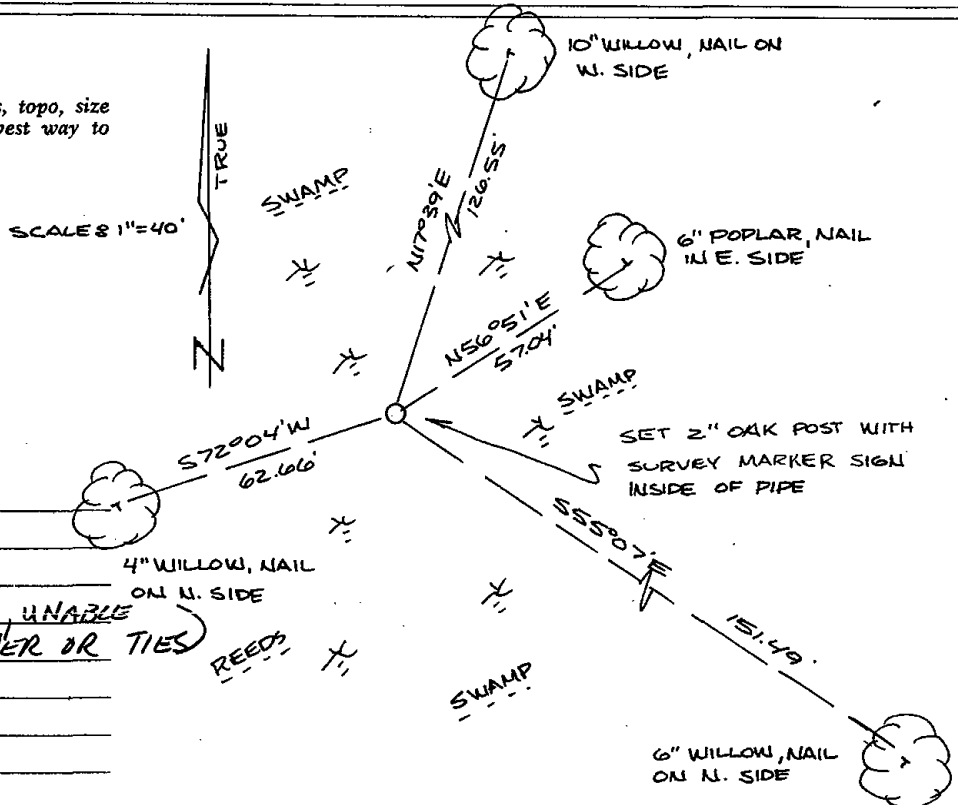 10" WILLOW, NAIL ON
W. SIDE
s, topo, size
best way to
TRUE
SCALE 8 1"=40'
N
SWAMP
N17°39'E
126.55'
6" POPLAR, NAIL
IN E. SIDE
N56°51'E
57.04'
SWAMP
SET 2" OAK POST WITH
SURVEY MARKER SIGN
INSIDE OF PIPE
S72°04'W
62.66'
S55°07'E
151.49'
4" WILLOW, NAIL
ON N. SIDE
UNABLE
ER OR TIES
REEDS
SWAMP
6" WILLOW, NAIL
ON N. SIDE